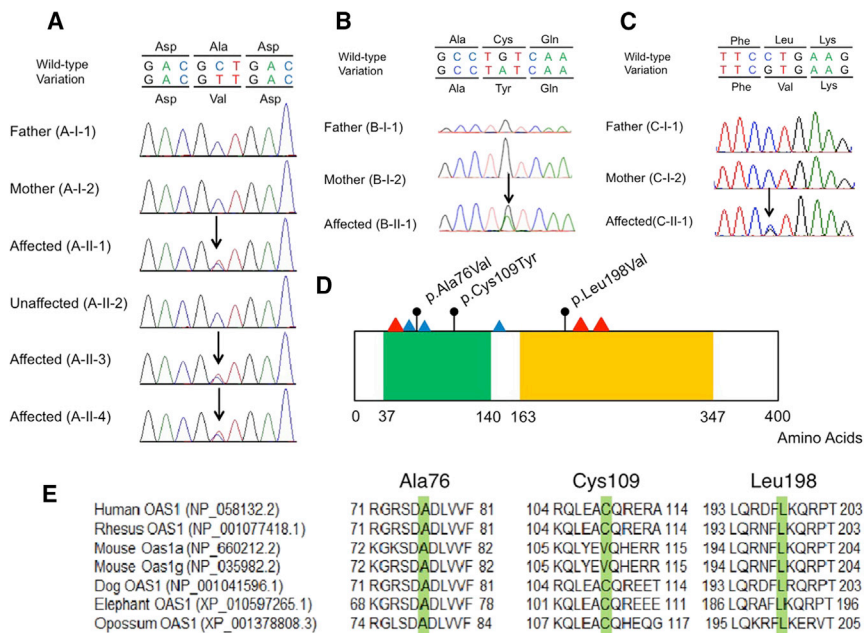 A
Asp Ala Asp
Wild-type G A C G C T G A C
Variation G A C G T T G A C
Asp Val Asp
Father (A-I-1)
Mother (A-I-2)
Affected (A-II-1)
Unaffected (A-II-2)
Affected (A-II-3)
Affected (A-II-4)
B
Ala Cys Gln
Wild-type G C C T G T C A A
Variation G C C T A T C A A
Ala Tyr Gln
Father (B-I-1)
Mother (B-I-2)
Affected (B-II-1)
C
Phe Leu Lys
Wild-type T T C C T G A A G
Variation T T C G T G A A G
Phe Val Lys
Father (C-I-1)
Mother (C-I-2)
Affected(C-II-1)
D
p.Ala76Val
p.Cys109Tyr
p.Leu198Val
0 37 140 163 347 400
Amino Acids
E
Ala76 Cys109 Leu198
Human OAS1 (NP_058132.2) 71 RGRSDADLVVF 81 104 RQLEACQRERA 114 193 LQRDFLKQRPT 203
Rhesus OAS1 (NP_001077418.1) 71 RGRSDADLVVF 81 104 RQLEACQRERA 114 193 LQRNFLKQRPT 203
Mouse Oas1a (NP_660212.2) 72 KGKSDADLVVF 82 105 KQLYEVQHERR 115 194 LQRNFLKQRPT 204
Mouse Oas1g (NP_035982.2) 72 KGRSDADLVVF 82 105 KQLYEVQHERR 115 194 LQRNFLKQRPT 204
Dog OAS1 (NP_001041596.1) 71 RGRSDADLVVF 81 104 RQLEACQREET 114 193 LQRDFLRQRPT 203
Elephant OAS1 (XP_010597265.1) 68 KGRSDADLVVF 78 101 KQLEACQREEE 111 186 LQRAFLKQRPT 196
Opossum OAS1 (XP_001378808.3) 74 RGLSDADLVVF 84 107 KQLEACQHEQG 117 195 LQKRFLKERVT 205